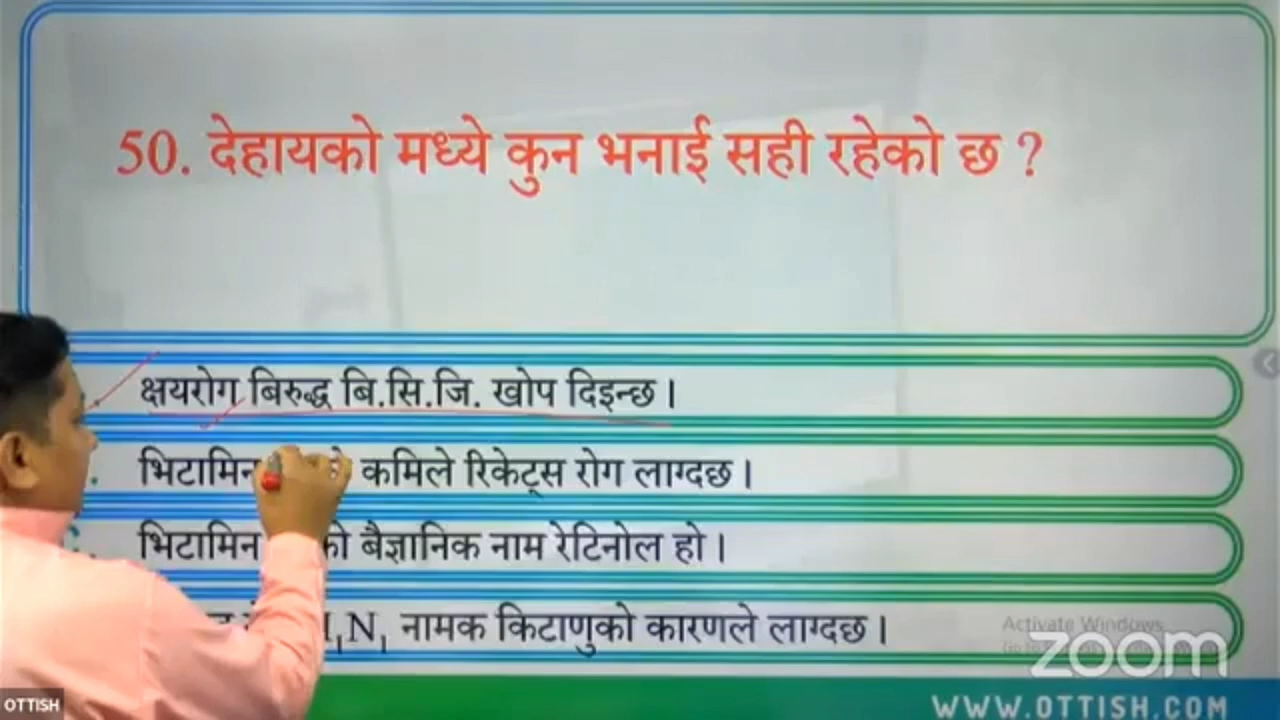 50. देहायको मध्ये कुन भनाई सही रहेको छ ?
क्षयरोग बिरुद्ध बि.सि.जि. खोप दिइन्छ।
भिटामिन कमिले रिकेट्स रोग लाग्दछ।
भिटामिन को बैज्ञानिक नाम रेटिनोल हो।
N₁ नामक किटाणुको कारणले लाग्दछ।
Activate Windows
zoom
OTTISH
WWW.OTTISH.COM